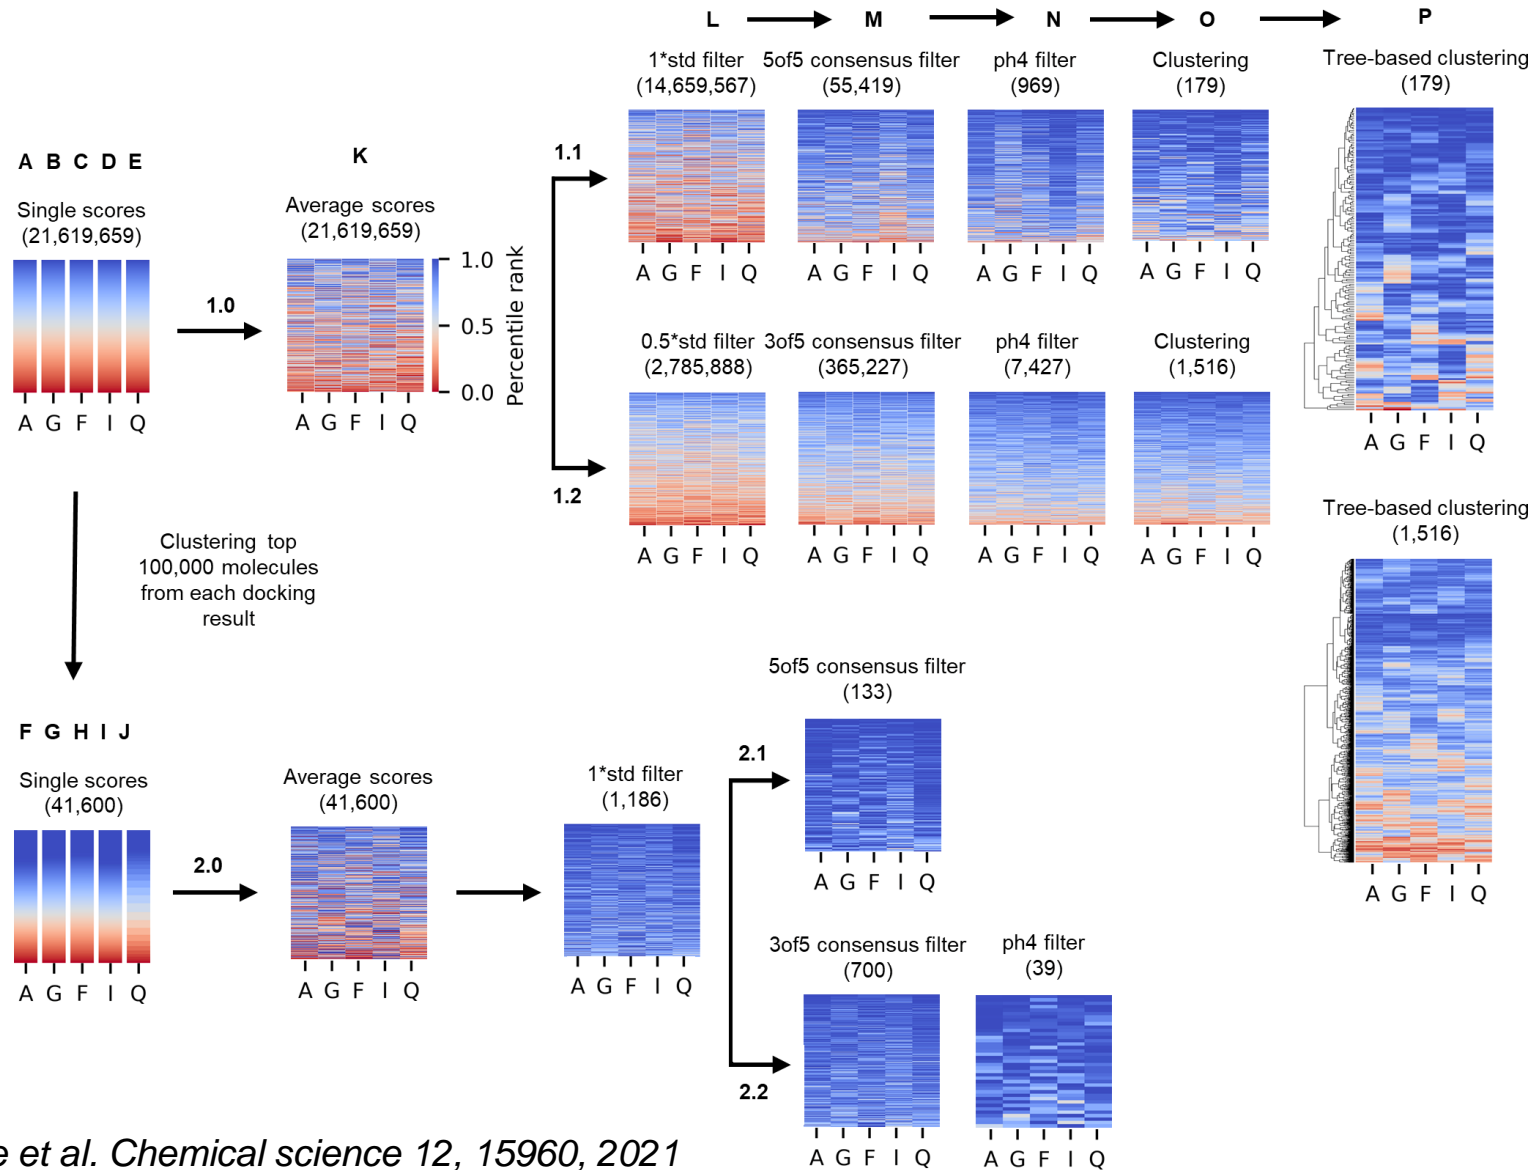 L M N O P
1*std filter
(14,659,567)
5of5 consensus filter
(55,419)
ph4 filter
(969)
Clustering
(179)
Tree-based clustering
(179)
A B C D E
Single scores
(21,619,659)
A G F I Q
1.0
K
Average scores
(21,619,659)
A G F I Q
1.0
0.5
0.0
Percentile rank
1.1
A G F I Q
A G F I Q
A G F I Q
A G F I Q
A G F I Q
1.2
0.5*std filter
(2,785,888)
3of5 consensus filter
(365,227)
ph4 filter
(7,427)
Clustering
(1,516)
A G F I Q
A G F I Q
A G F I Q
A G F I Q
Tree-based clustering
(1,516)
A G F I Q
Clustering top
100,000 molecules
from each docking
result
F G H I J
Single scores
(41,600)
A G F I Q
2.0
Average scores
(41,600)
A G F I Q
1*std filter
(1,186)
A G F I Q
2.1
5of5 consensus filter
(133)
A G F I Q
2.2
3of5 consensus filter
(700)
A G F I Q
ph4 filter
(39)
A G F I Q
e et al. Chemical science 12, 15960, 2021